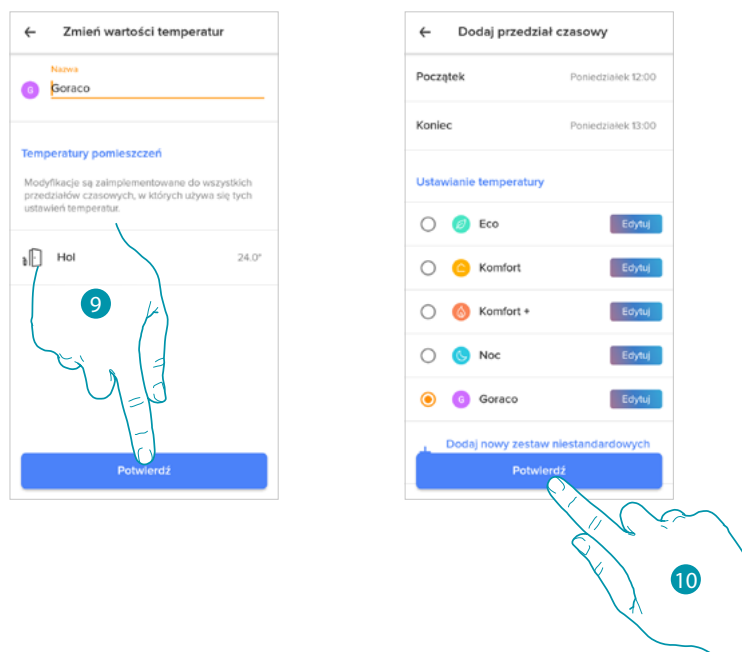 Zmień wartości temperatur
Nazwa
G
Goraco
Temperatury pomieszczeń
Modyfikacje są zaimplementowane do wszystkich
przedziałów czasowych, w których używa się tych
ustawień temperatur.
Hol 24.0°
9
Potwierdź
Dodaj przedział czasowy
Początek Poniedziałek 12:00
Koniec Poniedziałek 13:00
Ustawianie temperatury
Eco Edytuj
Komfort Edytuj
Komfort + Edytuj
Noc Edytuj
G Goraco Edytuj
+ Dodaj nowy zestaw niestandardowych
Potwierdź
10